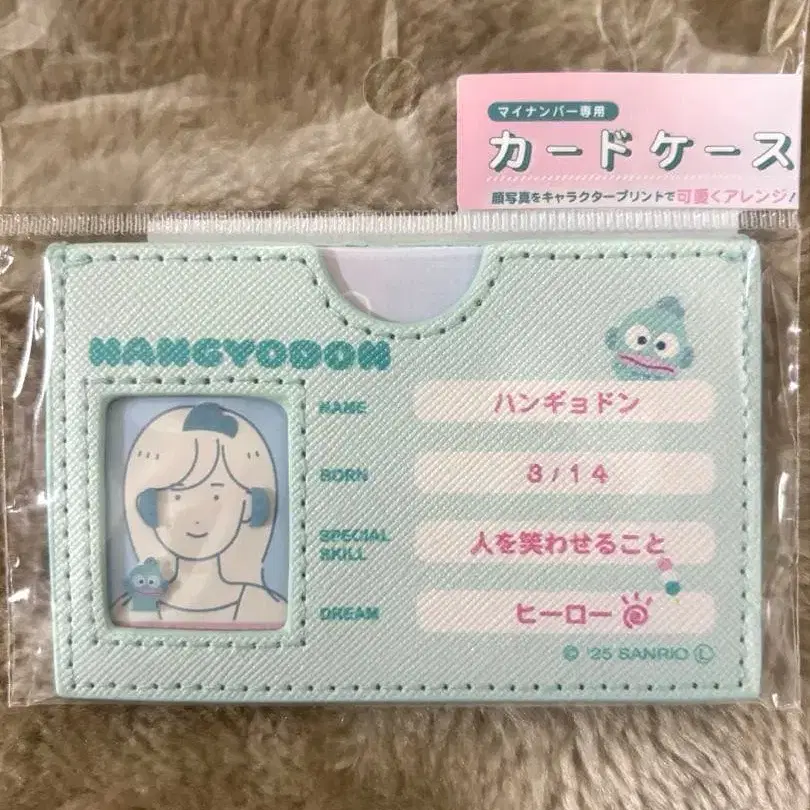 マイナンバー専用
カードケース
顔写真をキャラクタープリントで可愛くアレンジ!
HANGYODON
NAME ハンギョドン
BORN 3/14
SPECIAL SKILL 人を笑わせること
DREAM ヒーロー
© '25 SANRIO Ⓛ